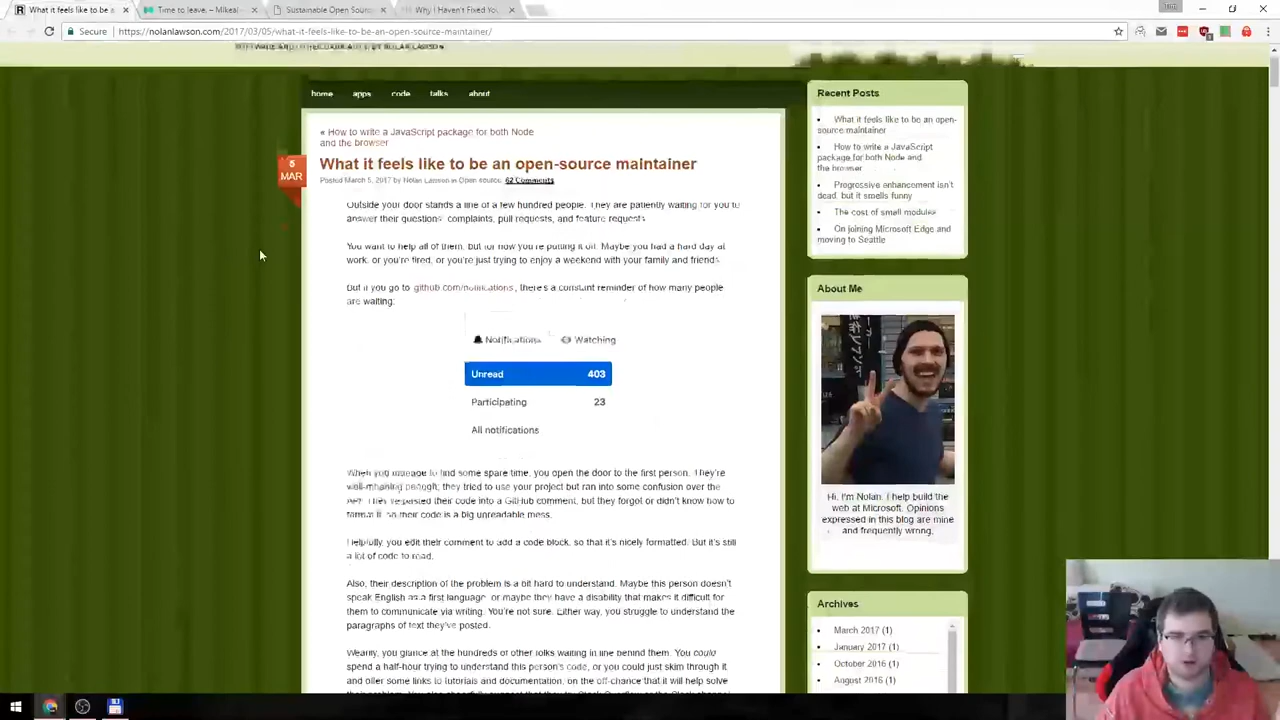 What it feels like to be a
Time to leave. – Mikeal
Sustainable Open Sourc
Why I Haven't Fixed You
Tim
Secure
https://nolanlawson.com/2017/03/05/what-it-feels-like-to-be-an-open-source-maintainer/
home apps code talks about
« How to write a JavaScript package for both Node
and the browser
5
MAR
What it feels like to be an open-source maintainer
Posted March 5, 2017 by Nolan Lawson in Open source. 62 Comments
Outside your door stands a line of a few hundred people. They are patiently waiting for you to
answer their questions, complaints, pull requests, and feature requests.
You want to help all of them, but for now you're putting it off. Maybe you had a hard day at
work, or you're tired, or you're just trying to enjoy a weekend with your family and friends.
But if you go to github.com/notifications, there's a constant reminder of how many people
are waiting:
Notifications Watching
Unread 403
Participating 23
All notifications
When you manage to find some spare time, you open the door to the first person. They're
well-meaning enough; they tried to use your project but ran into some confusion over the
API. They've pasted their code into a GitHub comment, but they forgot or didn't know how to
format it, so their code is a big unreadable mess.
Helpfully, you edit their comment to add a code block, so that it's nicely formatted. But it's still
a lot of code to read.
Also, their description of the problem is a bit hard to understand. Maybe this person doesn't
speak English as a first language, or maybe they have a disability that makes it difficult for
them to communicate via writing. You're not sure. Either way, you struggle to understand the
paragraphs of text they've posted.
Wearily, you glance at the hundreds of other folks waiting in line behind them. You could
spend a half-hour trying to understand this person's code, or you could just skim through it
and offer some links to tutorials and documentation, on the off-chance that it will help solve
Recent Posts
What it feels like to be an open-
source maintainer
How to write a JavaScript
package for both Node and
the browser
Progressive enhancement isn't
dead, but it smells funny
The cost of small modules
On joining Microsoft Edge and
moving to Seattle
About Me
Hi, I'm Nolan. I help build the
web at Microsoft. Opinions
expressed in this blog are mine
and frequently wrong.
Archives
March 2017 (1)
January 2017 (1)
October 2016 (1)
August 2016 (1)